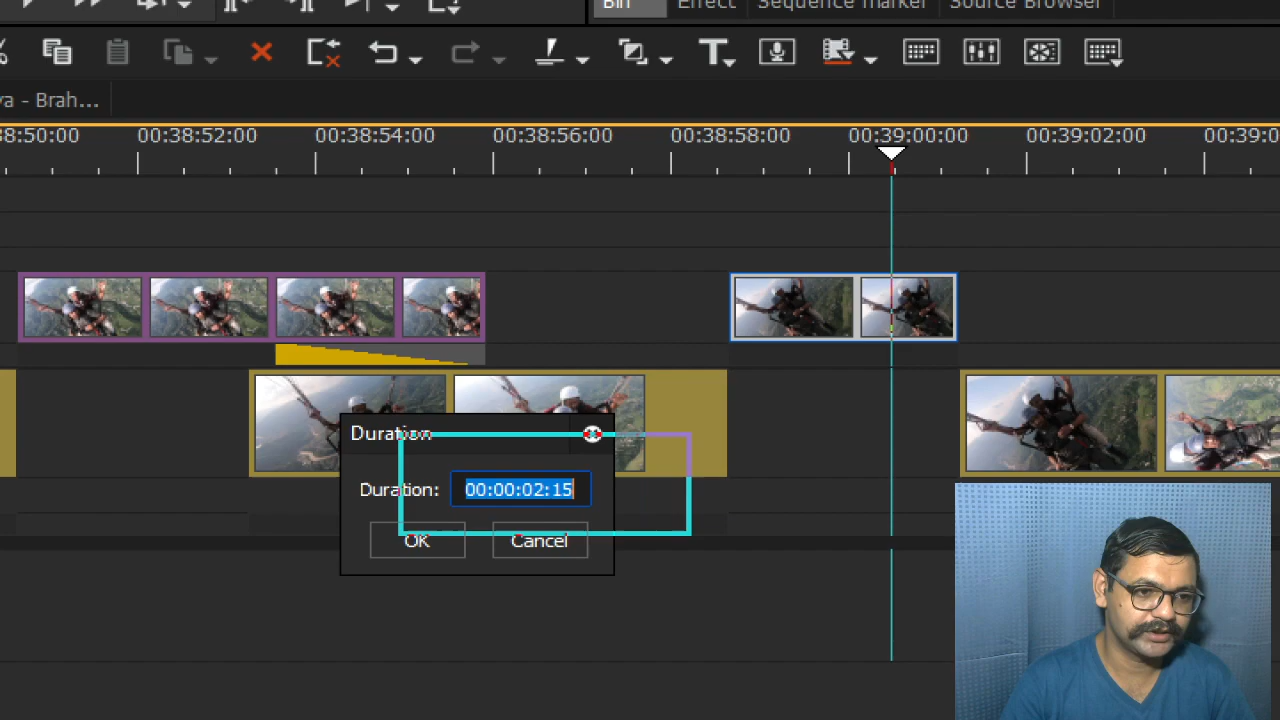 Bin Effect Sequence marker Source Browser
va - Brah...
38:50:00 00:38:52:00 00:38:54:00 00:38:56:00 00:38:58:00 00:39:00:00 00:39:02:00 00:39:0
Duration
Duration: 00:00:02:15
OK Cancel